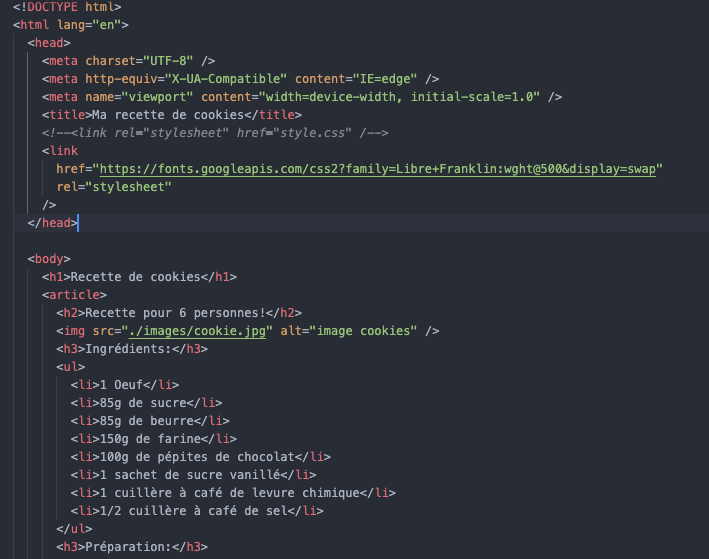 <!DOCTYPE html>
<html lang="en">
<head>
<meta charset="UTF-8" />
<meta http-equiv="X-UA-Compatible" content="IE=edge" />
<meta name="viewport" content="width=device-width, initial-scale=1.0" />
<title>Ma recette de cookies</title>
<!--<link rel="stylesheet" href="style.css" /-->
<link
href="https://fonts.googleapis.com/css2?family=Libre+Franklin:wght@500&display=swap"
rel="stylesheet"
/>
</head>
<body>
<h1>Recette de cookies</h1>
<article>
<h2>Recette pour 6 personnes!</h2>
<img src="./images/cookie.jpg" alt="image cookies" />
<h3>Ingrédients:</h3>
<ul>
<li>1 Oeuf</li>
<li>85g de sucre</li>
<li>85g de beurre</li>
<li>150g de farine</li>
<li>100g de pépites de chocolat</li>
<li>1 sachet de sucre vanillé</li>
<li>1 cuillère à café de levure chimique</li>
<li>1/2 cuillère à café de sel</li>
</ul>
<h3>Préparation:</h3>